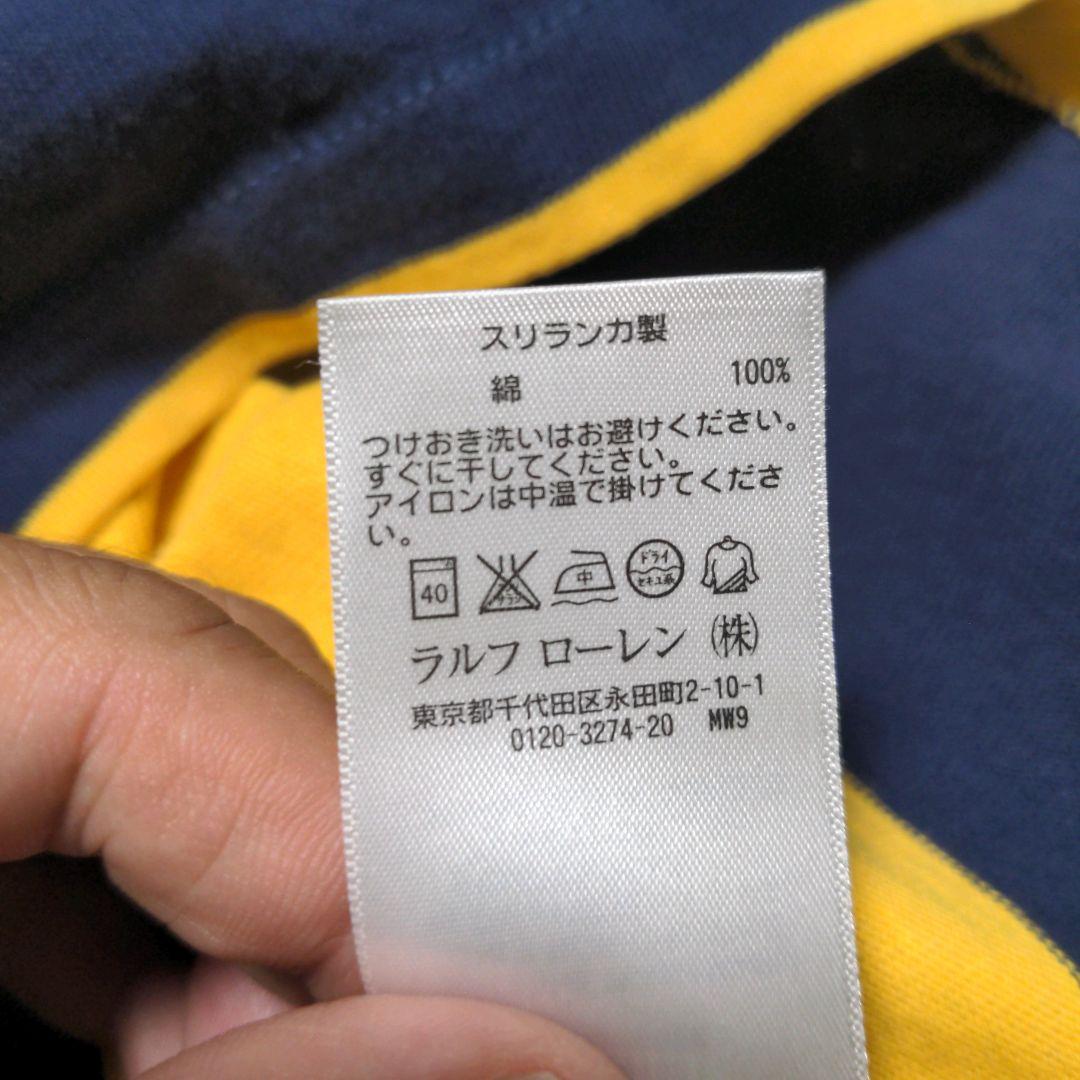 スリランカ製
綿 100%
つけおき洗いはお避けください。
すぐに干してください。
アイロンは中温で掛けてくださ
い。
40 中 ドライ セキユ系
ラルフ ローレン (株)
東京都千代田区永田町2-10-1
0120-3274-20 MW9